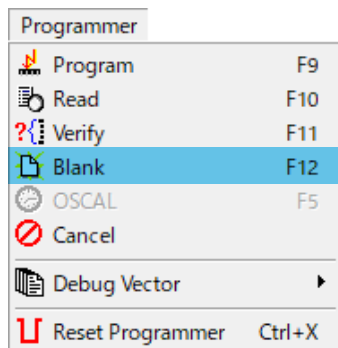 Programmer
Program F9
Read F10
Verify F11
Blank F12
OSCAL F5
Cancel
Debug Vector
Reset Programmer Ctrl+X